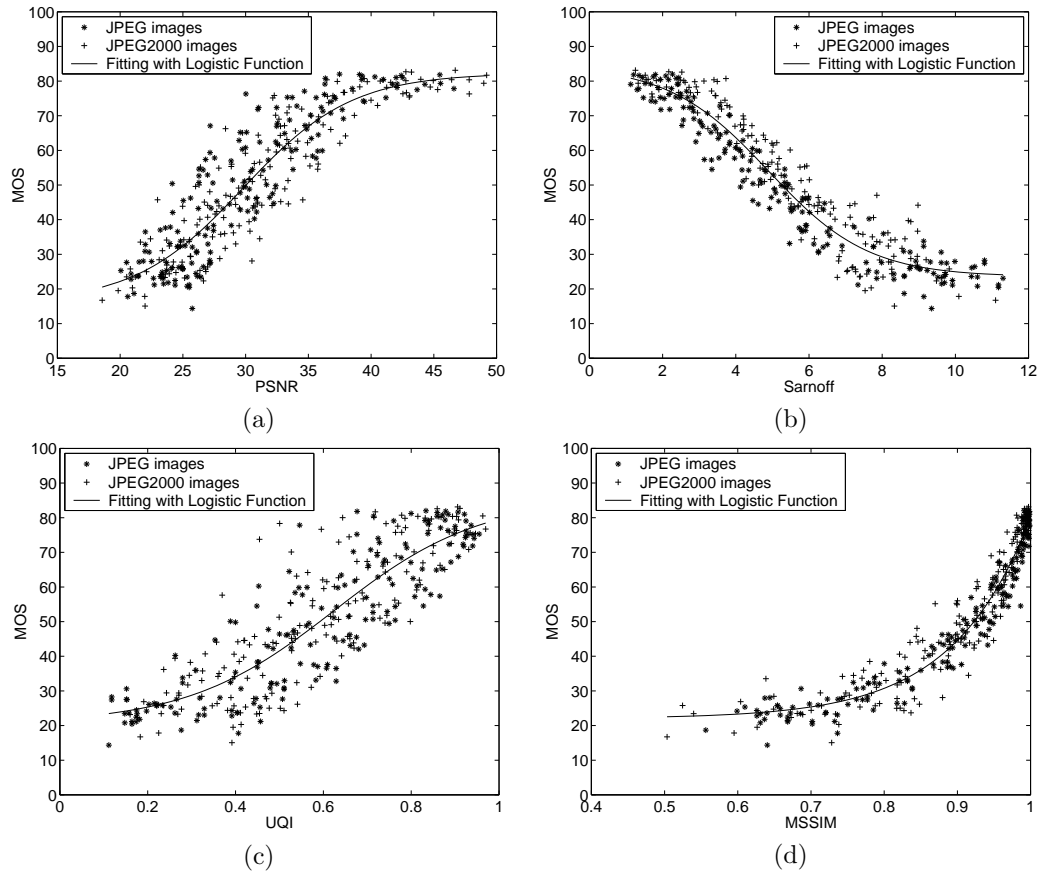 100
90
80
70
60
50
40
30
20
10
0
MOS
JPEG images
JPEG2000 images
Fitting with Logistic Function
15 20 25 30 35 40 45 50
PSNR
(a)
100
90
80
70
60
50
40
30
20
10
0
MOS
JPEG images
JPEG2000 images
Fitting with Logistic Function
0 2 4 6 8 10 12
Sarnoff
(b)
100
90
80
70
60
50
40
30
20
10
0
MOS
JPEG images
JPEG2000 images
Fitting with Logistic Function
0 0.2 0.4 0.6 0.8 1
UQI
(c)
100
90
80
70
60
50
40
30
20
10
0
MOS
JPEG images
JPEG2000 images
Fitting with Logistic Function
0.4 0.5 0.6 0.7 0.8 0.9 1
MSSIM
(d)